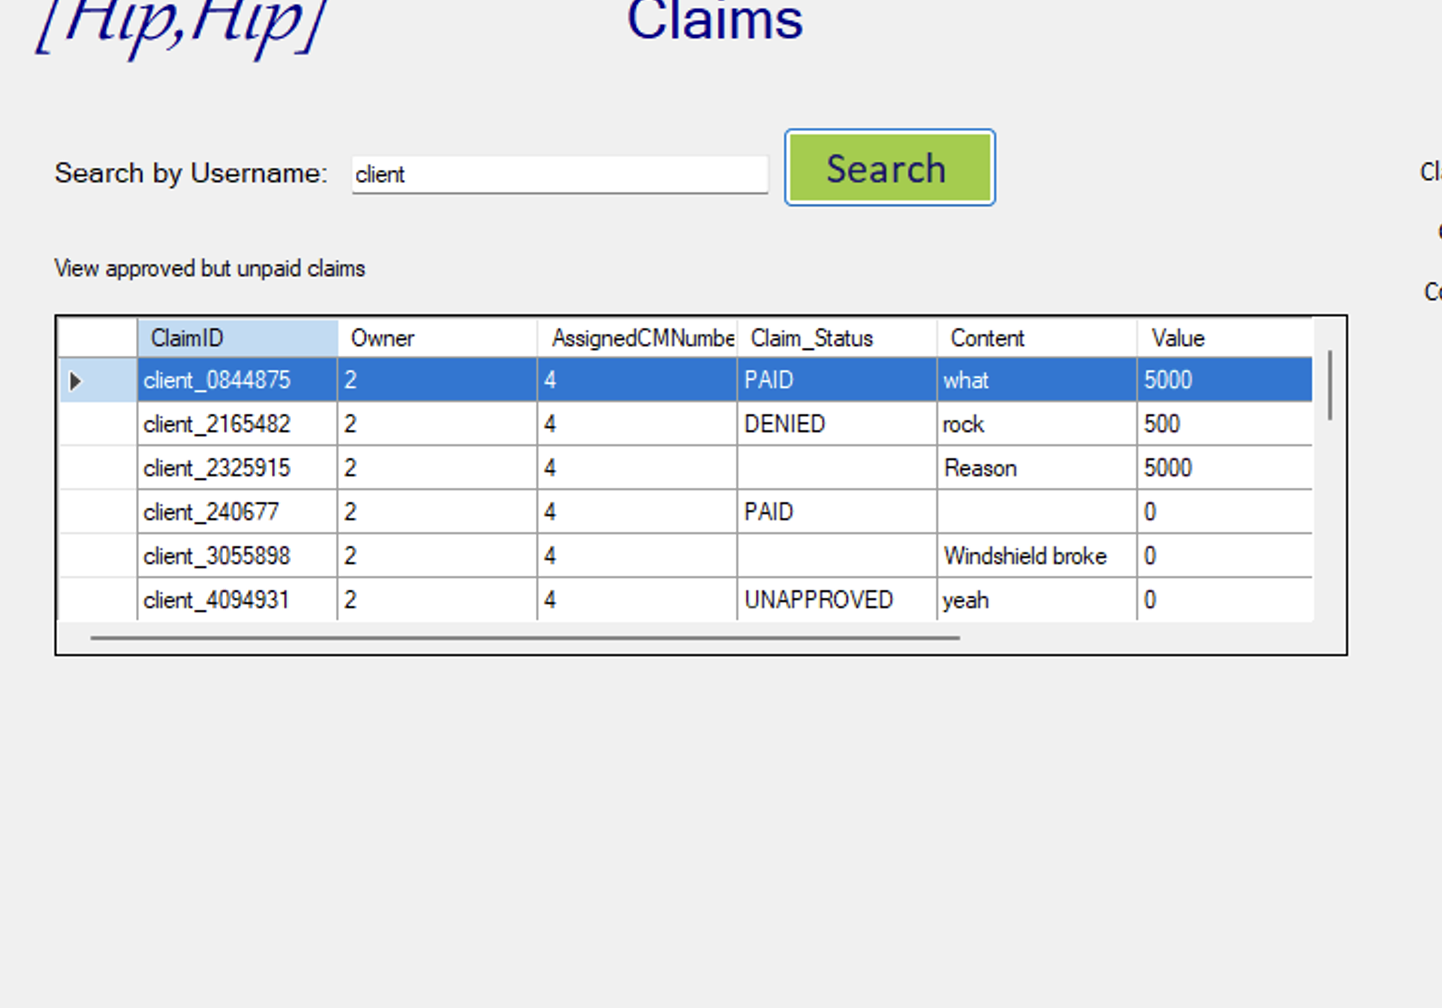 [Hip,Hip]
Claims
Search by Username: client Search
View approved but unpaid claims
ClaimID Owner AssignedCMNumbe Claim_Status Content Value
client_0844875 2 4 PAID what 5000
client_2165482 2 4 DENIED rock 500
client_2325915 2 4 Reason 5000
client_240677 2 4 PAID 0
client_3055898 2 4 Windshield broke 0
client_4094931 2 4 UNAPPROVED yeah 0